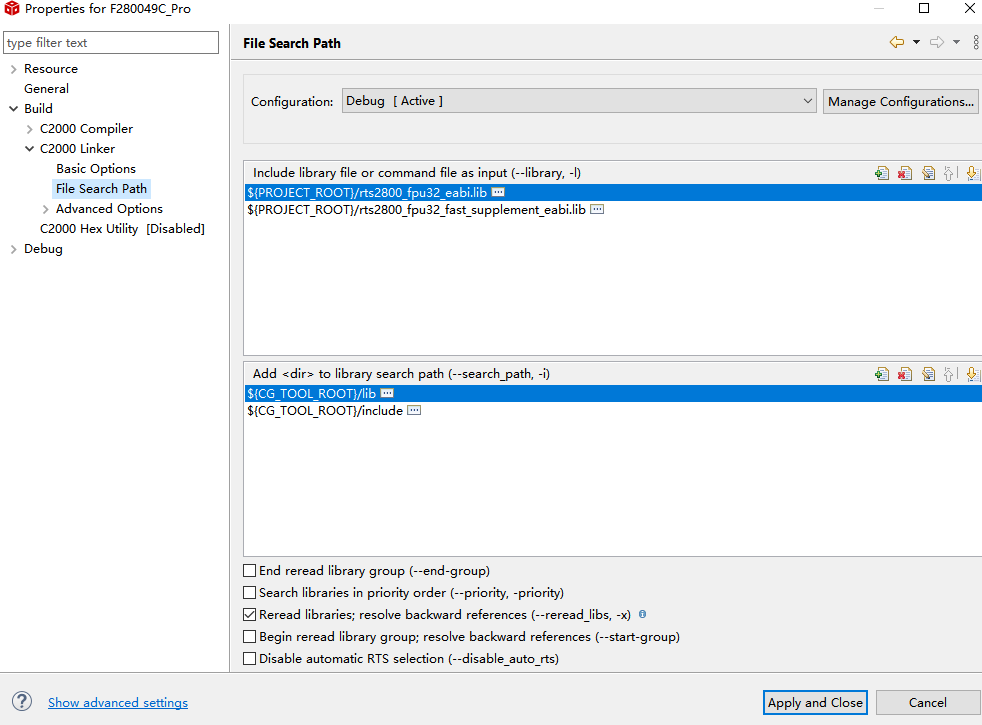 Properties for F280049C_Pro
type filter text
Resource
General
Build
C2000 Compiler
C2000 Linker
Basic Options
File Search Path
Advanced Options
C2000 Hex Utility [Disabled]
Debug
File Search Path
Configuration: Debug [ Active ] Manage Configurations...
Include library file or command file as input (--library, -l)
${PROJECT_ROOT}/rts2800_fpu32_eabi.lib
${PROJECT_ROOT}/rts2800_fpu32_fast_supplement_eabi.lib
Add <dir> to library search path (--search_path, -i)
${CG_TOOL_ROOT}/lib
${CG_TOOL_ROOT}/include
End reread library group (--end-group)
Search libraries in priority order (--priority, -priority)
Reread libraries; resolve backward references (--reread_libs, -x)
Begin reread library group; resolve backward references (--start-group)
Disable automatic RTS selection (--disable_auto_rts)
Show advanced settings
Apply and Close Cancel